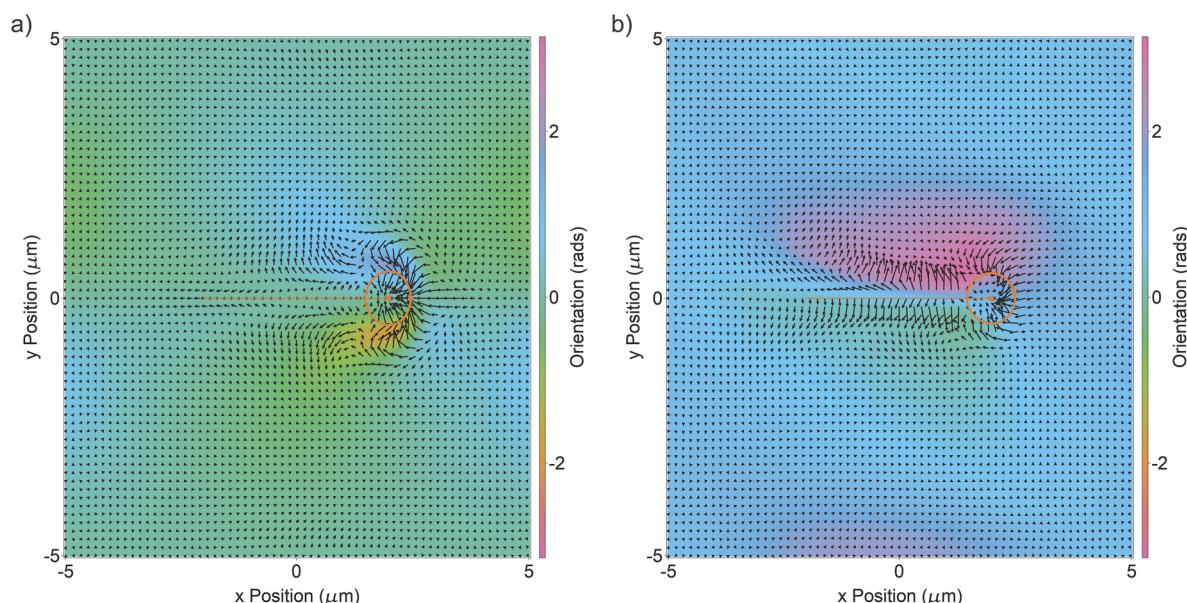 a)
5
0
-5
y Position (μm)
-5
0
5
x Position (μm)
2
0
-2
Orientation (rads)
b)
5
0
-5
y Position (μm)
-5
0
5
x Position (μm)
2
0
-2
Orientation (rads)